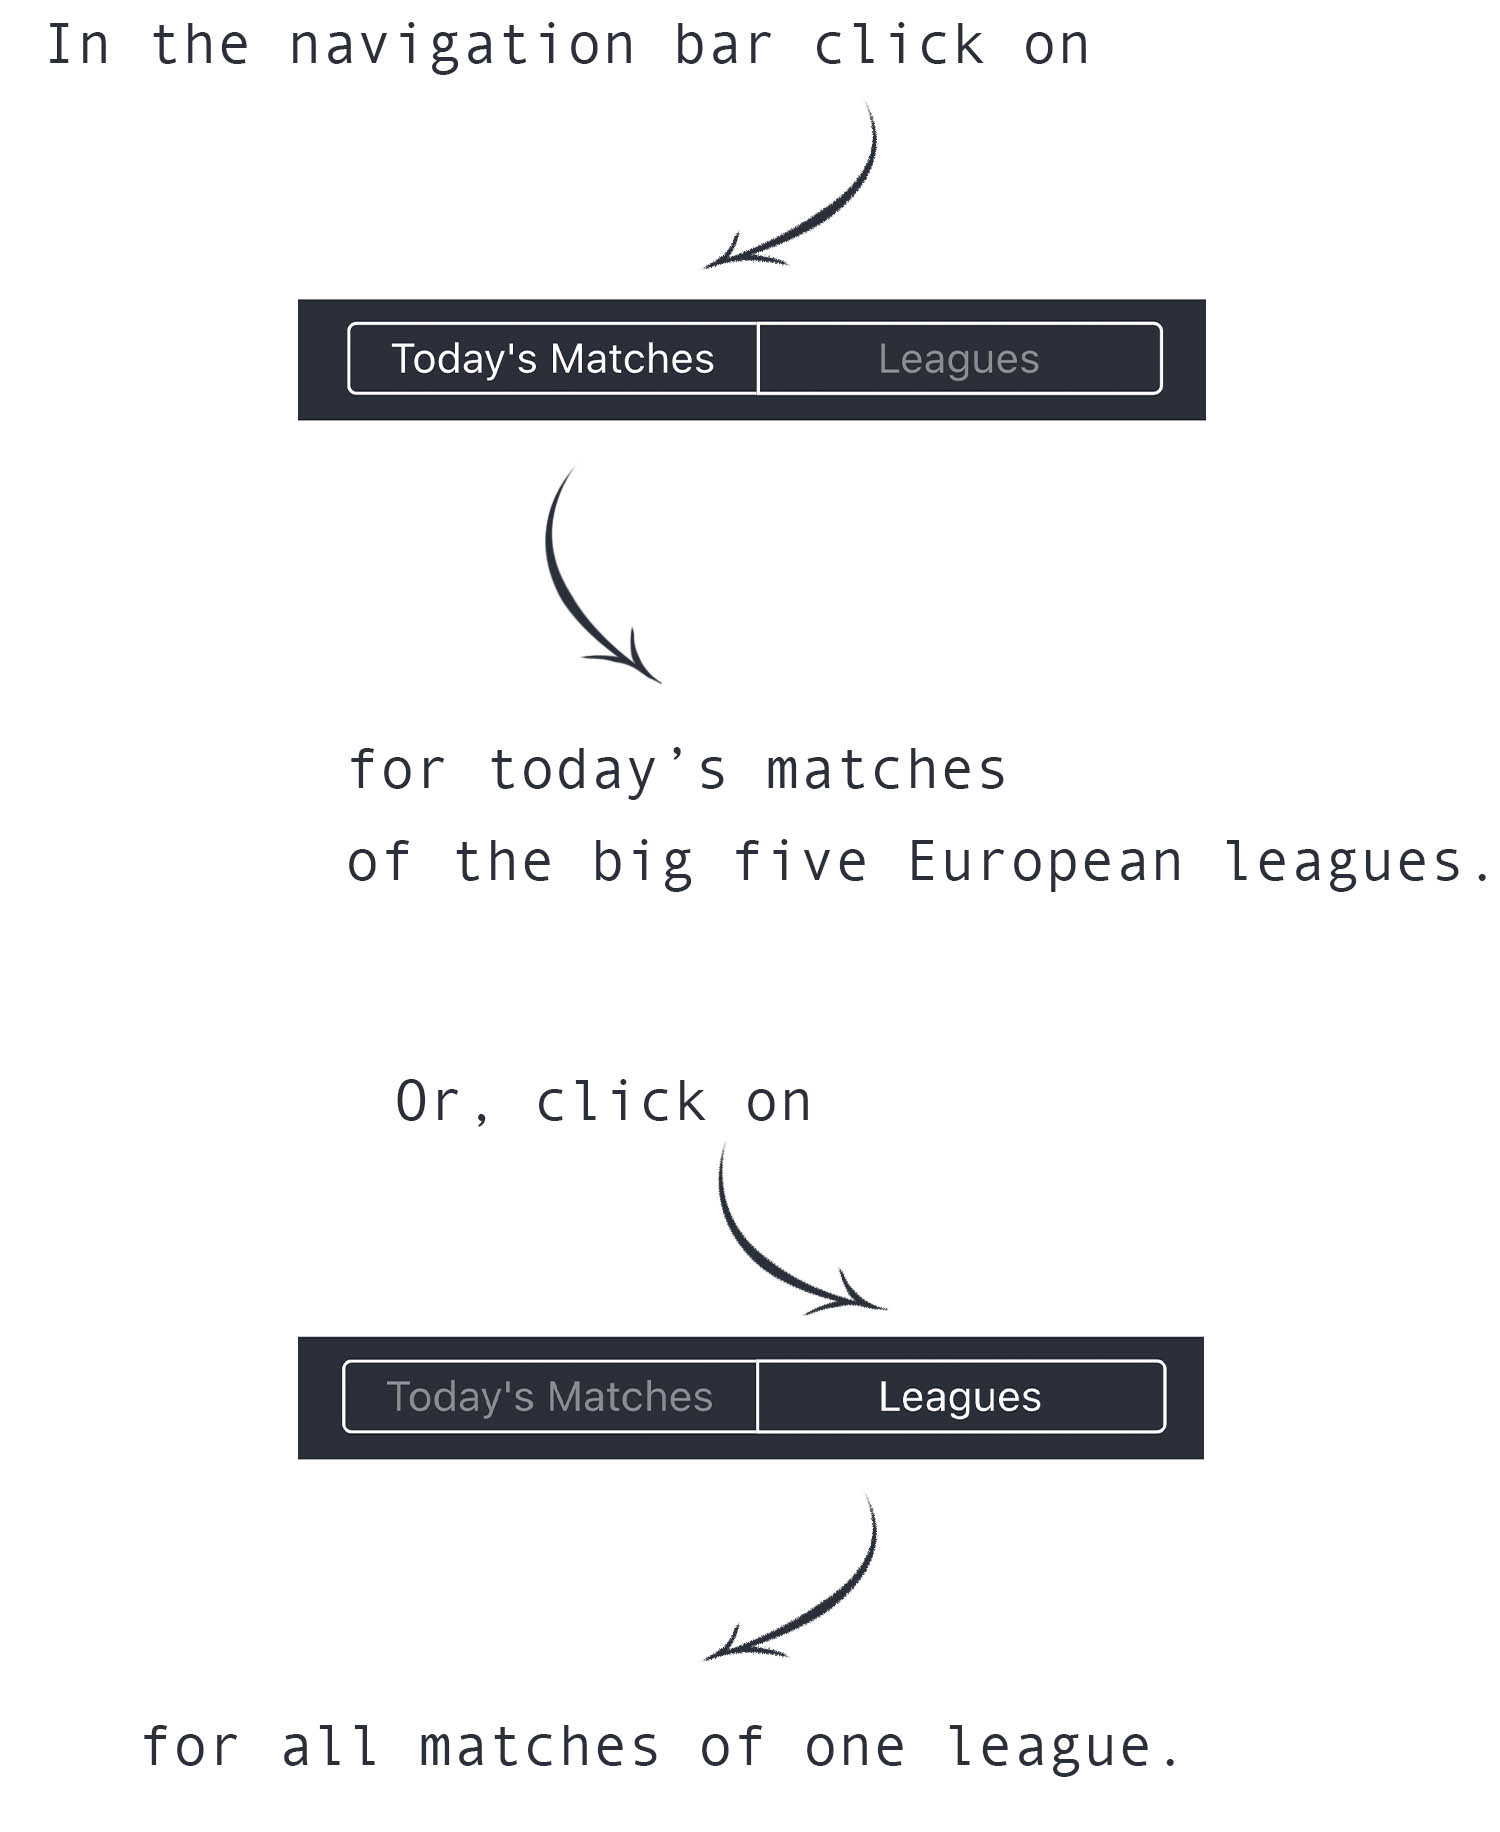 In the navigation bar click on
Today's Matches Leagues
for today’s matches
of the big five European leagues.
Or, click on
Today's Matches Leagues
for all matches of one league.